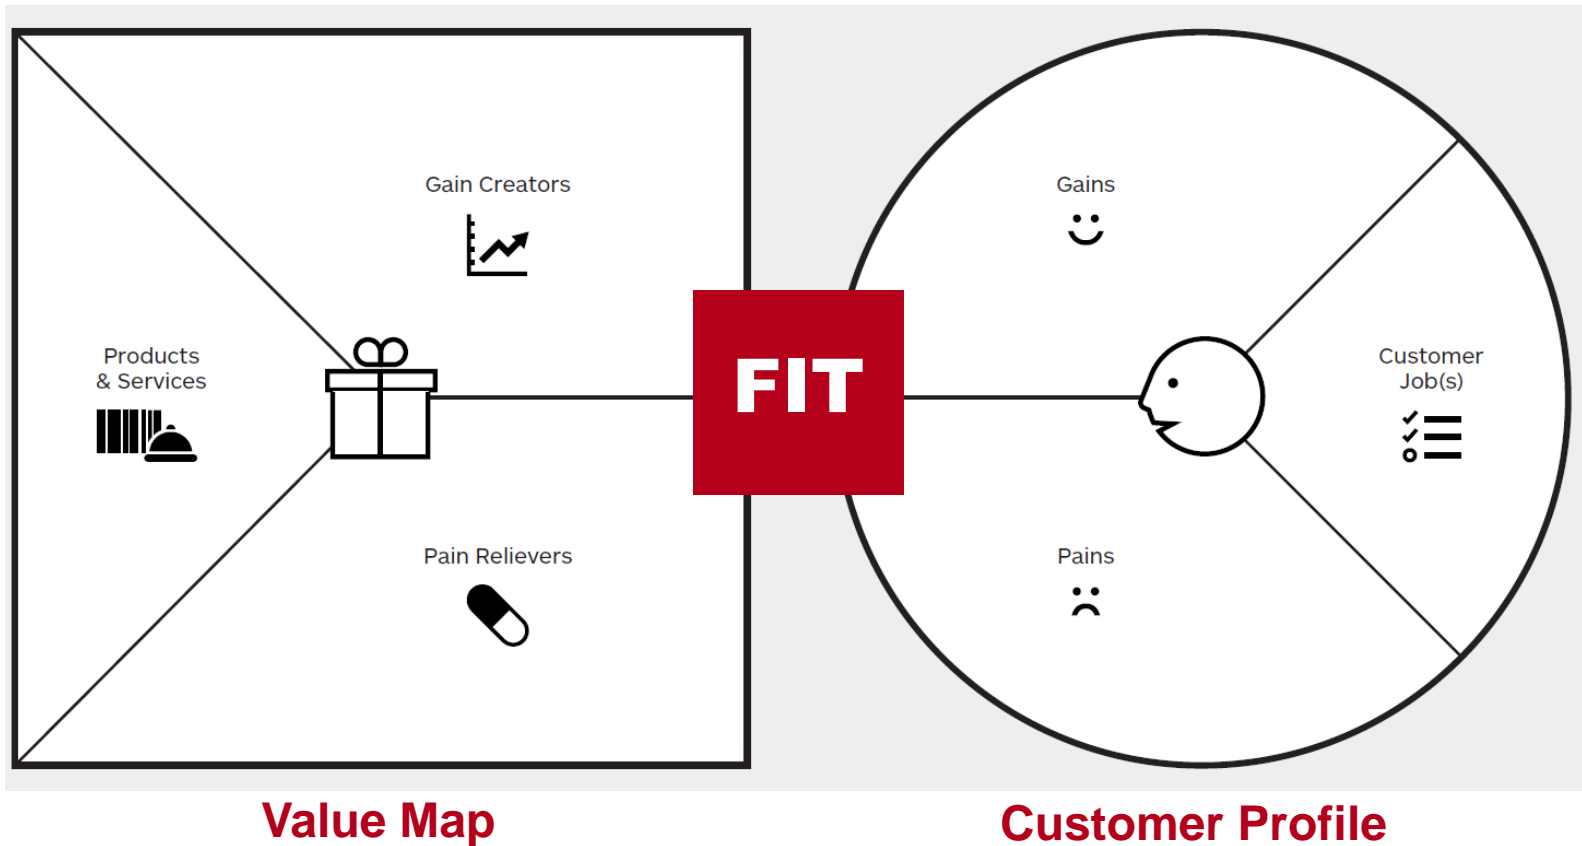 Gain Creators
Products
& Services
Pain Relievers
FIT
Gains
Customer
Job(s)
Pains
Value Map
Customer Profile